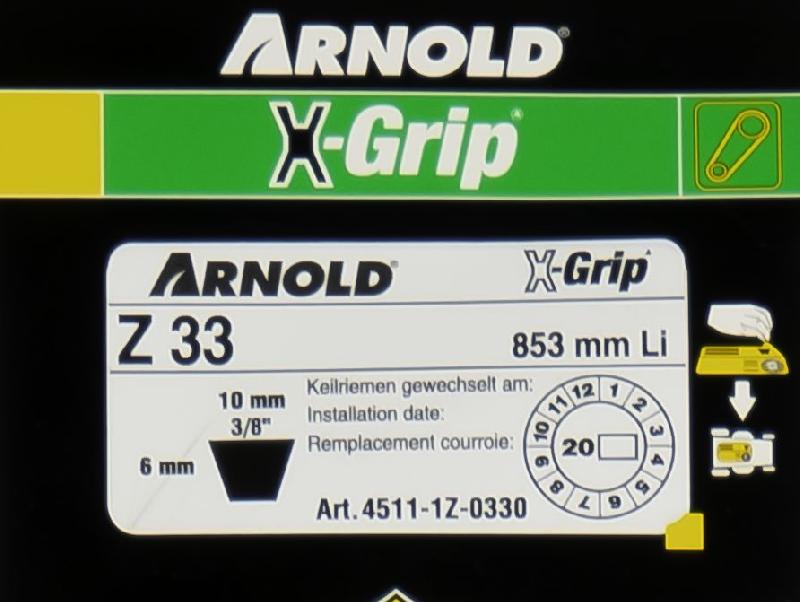 ARNOLD®
X-Grip®
ARNOLD®
X-Grip
Z 33
853 mm Li
10 mm
3/8"
6 mm
Keilriemen gewechselt am:
Installation date:
Remplacement courroie:
12 1 2 3 4 5 6 7 8 9 10 11
20
Art. 4511-1Z-0330